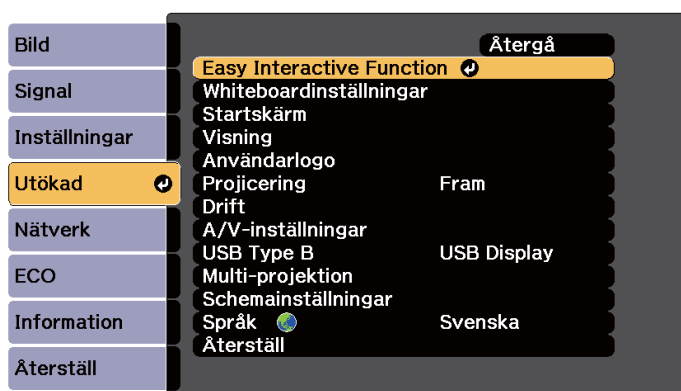 Bild
Signal
Inställningar
Utökad
Nätverk
ECO
Information
Återställ
Återgå
Easy Interactive Function
Whiteboardinställningar
Startskärm
Visning
Användarlogo
Projicering Fram
Drift
A/V-inställningar
USB Type B USB Display
Multi-projektion
Schemainställningar
Språk Svenska
Återställ